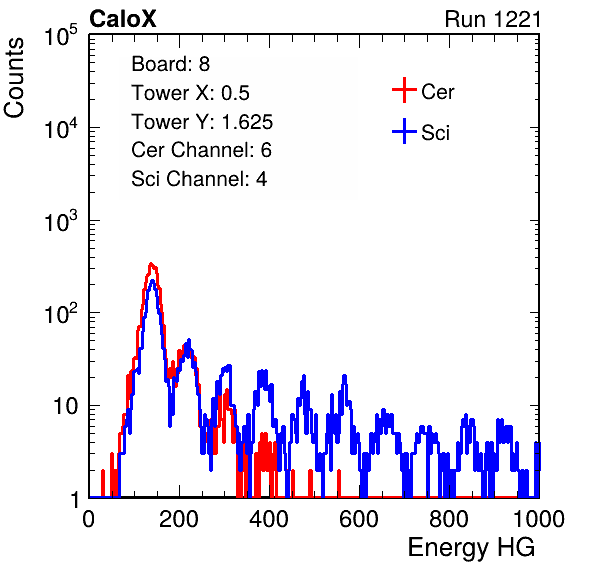 CaloX Run 1221
Counts
10^5
10^4
10^3
10^2
10
1
Board: 8
Tower X: 0.5
Tower Y: 1.625
Cer Channel: 6
Sci Channel: 4
Cer
Sci
0 200 400 600 800 1000
Energy HG